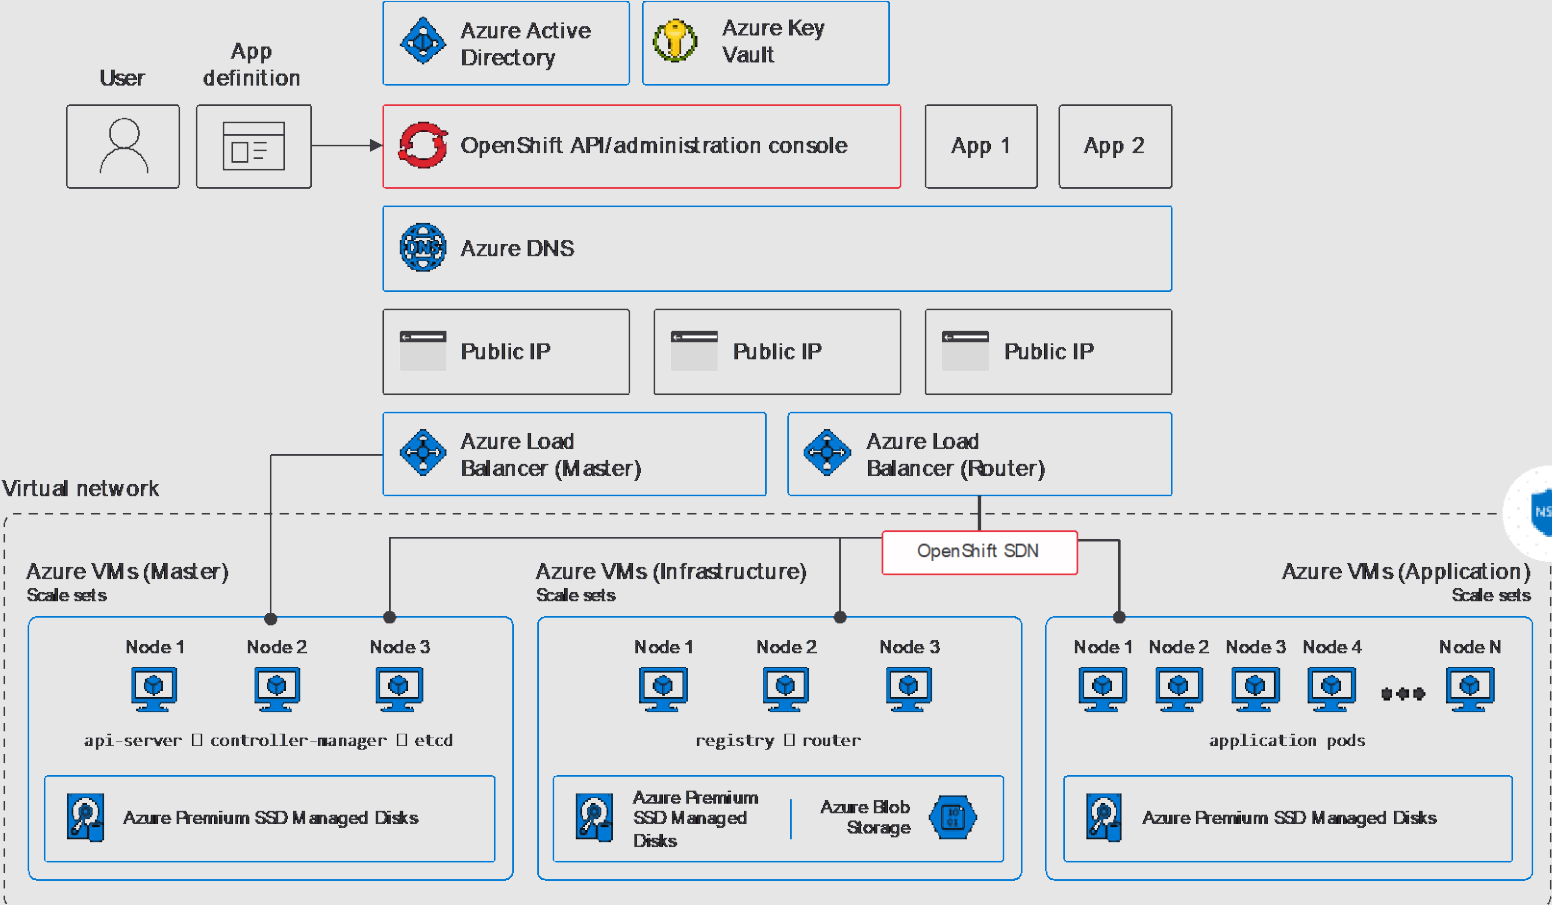 Azure Active
Directory
Azure Key
Vault
User
App
definition
OpenShift API/administration console
App 1
App 2
DNS
Azure DNS
Public IP
Public IP
Public IP
Azure Load
Balancer (Master)
Azure Load
Balancer (Router)
Virtual network
OpenShift SDN
Azure VMs (Master)
Scale sets
Azure VMs (Infrastructure)
Scale sets
Azure VMs (Application)
Scale sets
Node 1
Node 2
Node 3
Node 1
Node 2
Node 3
Node 1
Node 2
Node 3
Node 4
Node N
api-server □ controller-manager □ etcd
registry □ router
application pods
Azure Premium SSD Managed Disks
Azure Premium
SSD Managed
Disks
Azure Blob
Storage
10
01
Azure Premium SSD Managed Disks